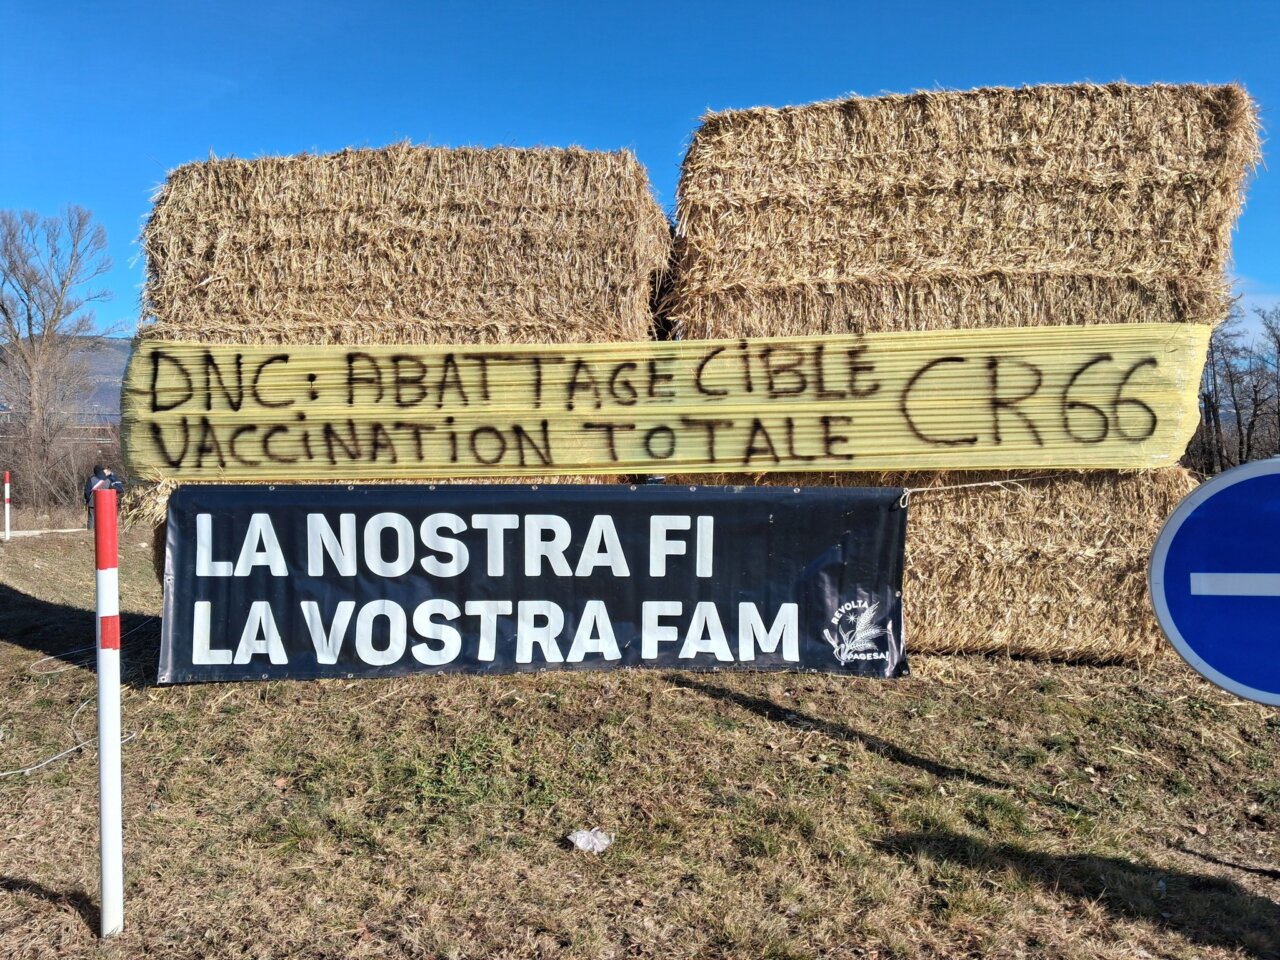 DNC: ABATTAGE CIBLÉ
VACCINATION TOTALE
CR66
LA NOSTRA FI
LA VOSTRA FAM
REVOLTA
PAGESA